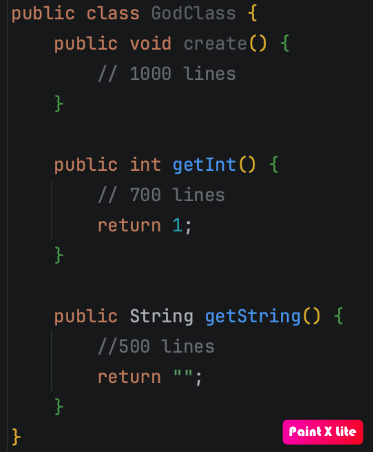 public class GodClass {
    public void create() {
        // 1000 lines
    }

    public int getInt() {
        // 700 lines
        return 1;
    }

    public String getString() {
        //500 lines
        return "";
    }
}
Paint X Lite